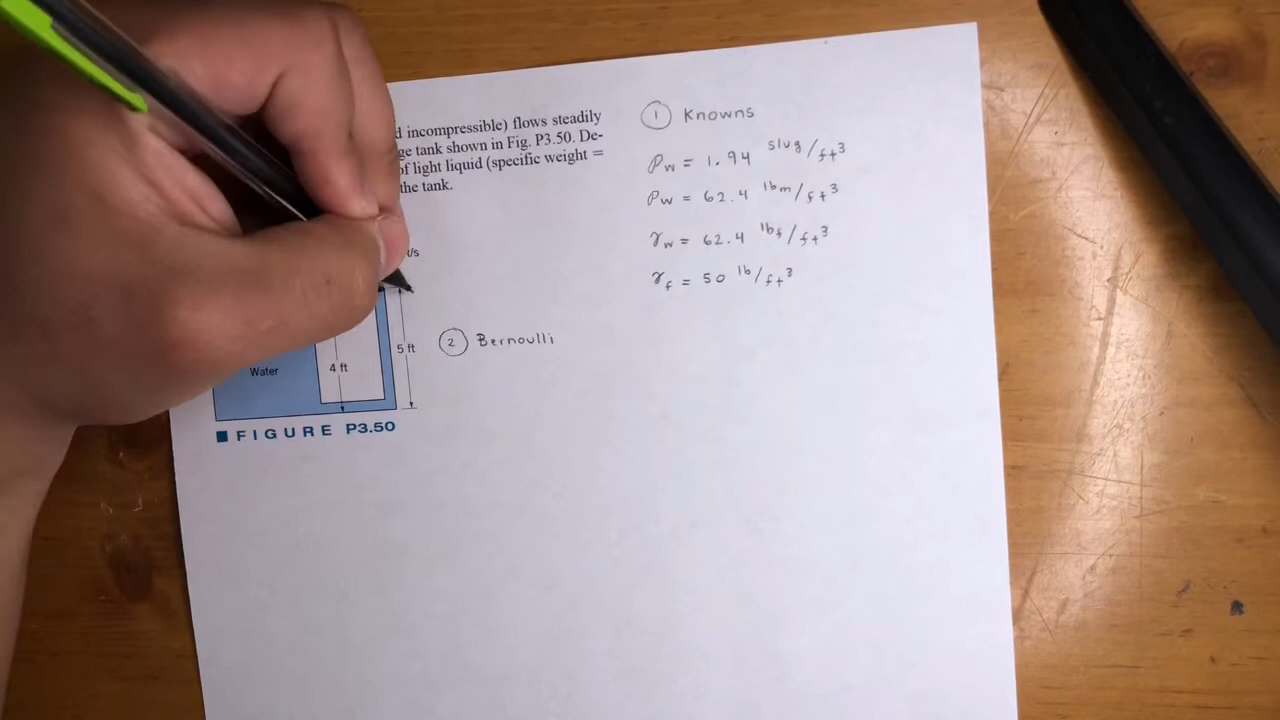 incompressible) flows steadily
tank shown in Fig. P3.50. De-
of light liquid (specific weight =
the tank.
① Knowns
ρw = 1.94 slug/ft³
ρw = 62.4 lbm/ft³
γw = 62.4 lbf/ft³
γf = 50 lb/ft³
5 ft
② Bernoulli
Water
4 ft
■ FIGURE P3.50